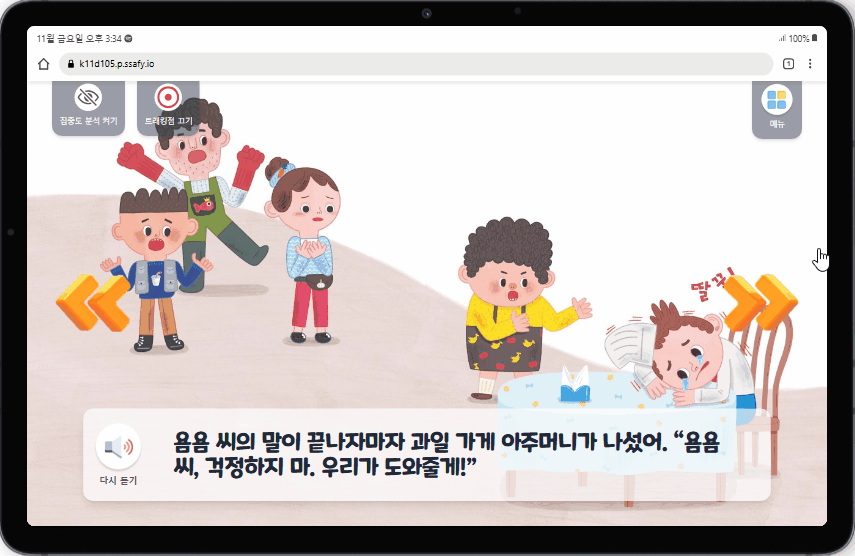 11월 금요일 오후 3:34
100%
k11d105.p.ssafy.io
1
집중도 분석 켜기
트래킹점 끄기
메뉴
딸꾹!
욤욤 씨의 말이 끝나자마자 과일 가게 아주머니가 나섰어. “욤욤
씨, 걱정하지 마. 우리가 도와줄게!”
다시 듣기